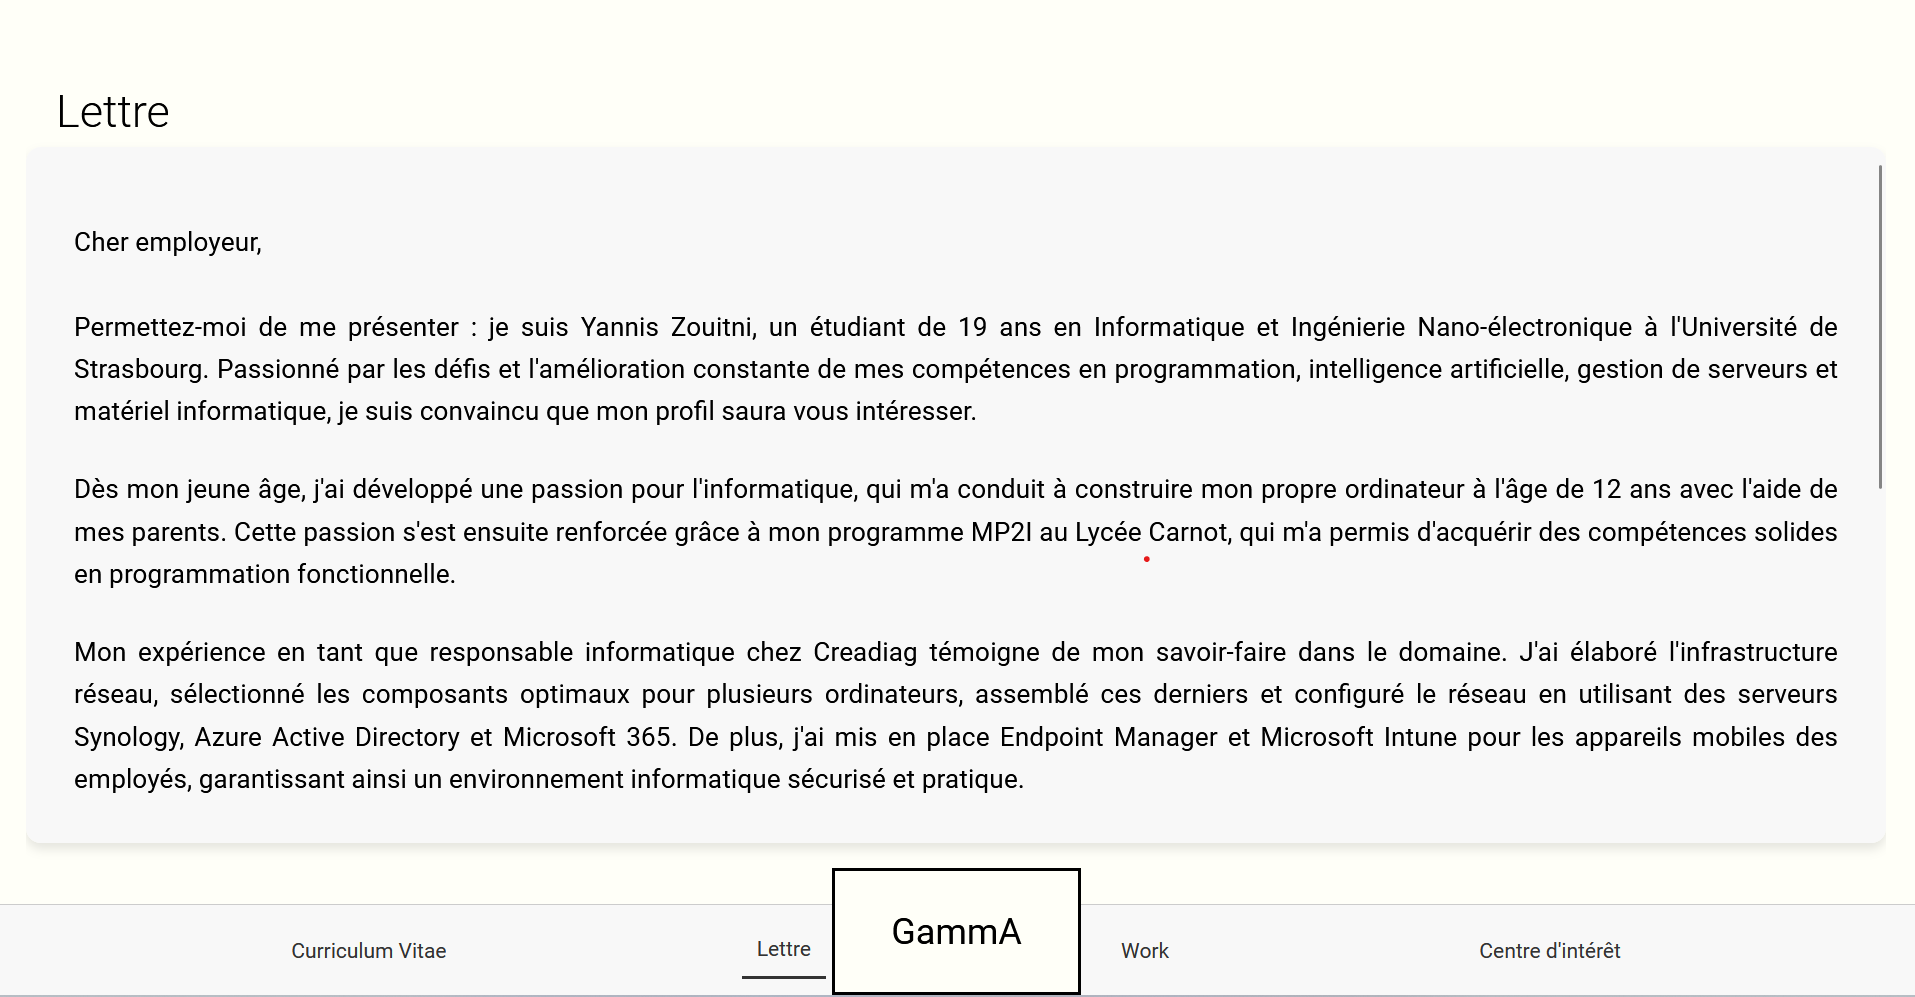 Lettre
Cher employeur,
Permettez-moi de me présenter : je suis Yannis Zouitni, un étudiant de 19 ans en Informatique et Ingénierie Nano-électronique à l'Université de
Strasbourg. Passionné par les défis et l'amélioration constante de mes compétences en programmation, intelligence artificielle, gestion de serveurs et
matériel informatique, je suis convaincu que mon profil saura vous intéresser.
Dès mon jeune âge, j'ai développé une passion pour l'informatique, qui m'a conduit à construire mon propre ordinateur à l'âge de 12 ans avec l'aide de
mes parents. Cette passion s'est ensuite renforcée grâce à mon programme MP2I au Lycée Carnot, qui m'a permis d'acquérir des compétences solides
en programmation fonctionnelle.
Mon expérience en tant que responsable informatique chez Creadiag témoigne de mon savoir-faire dans le domaine. J'ai élaboré l'infrastructure
réseau, sélectionné les composants optimaux pour plusieurs ordinateurs, assemblé ces derniers et configuré le réseau en utilisant des serveurs
Synology, Azure Active Directory et Microsoft 365. De plus, j'ai mis en place Endpoint Manager et Microsoft Intune pour les appareils mobiles des
employés, garantissant ainsi un environnement informatique sécurisé et pratique.
Curriculum Vitae
Lettre
GammA
Work
Centre d'intérêt